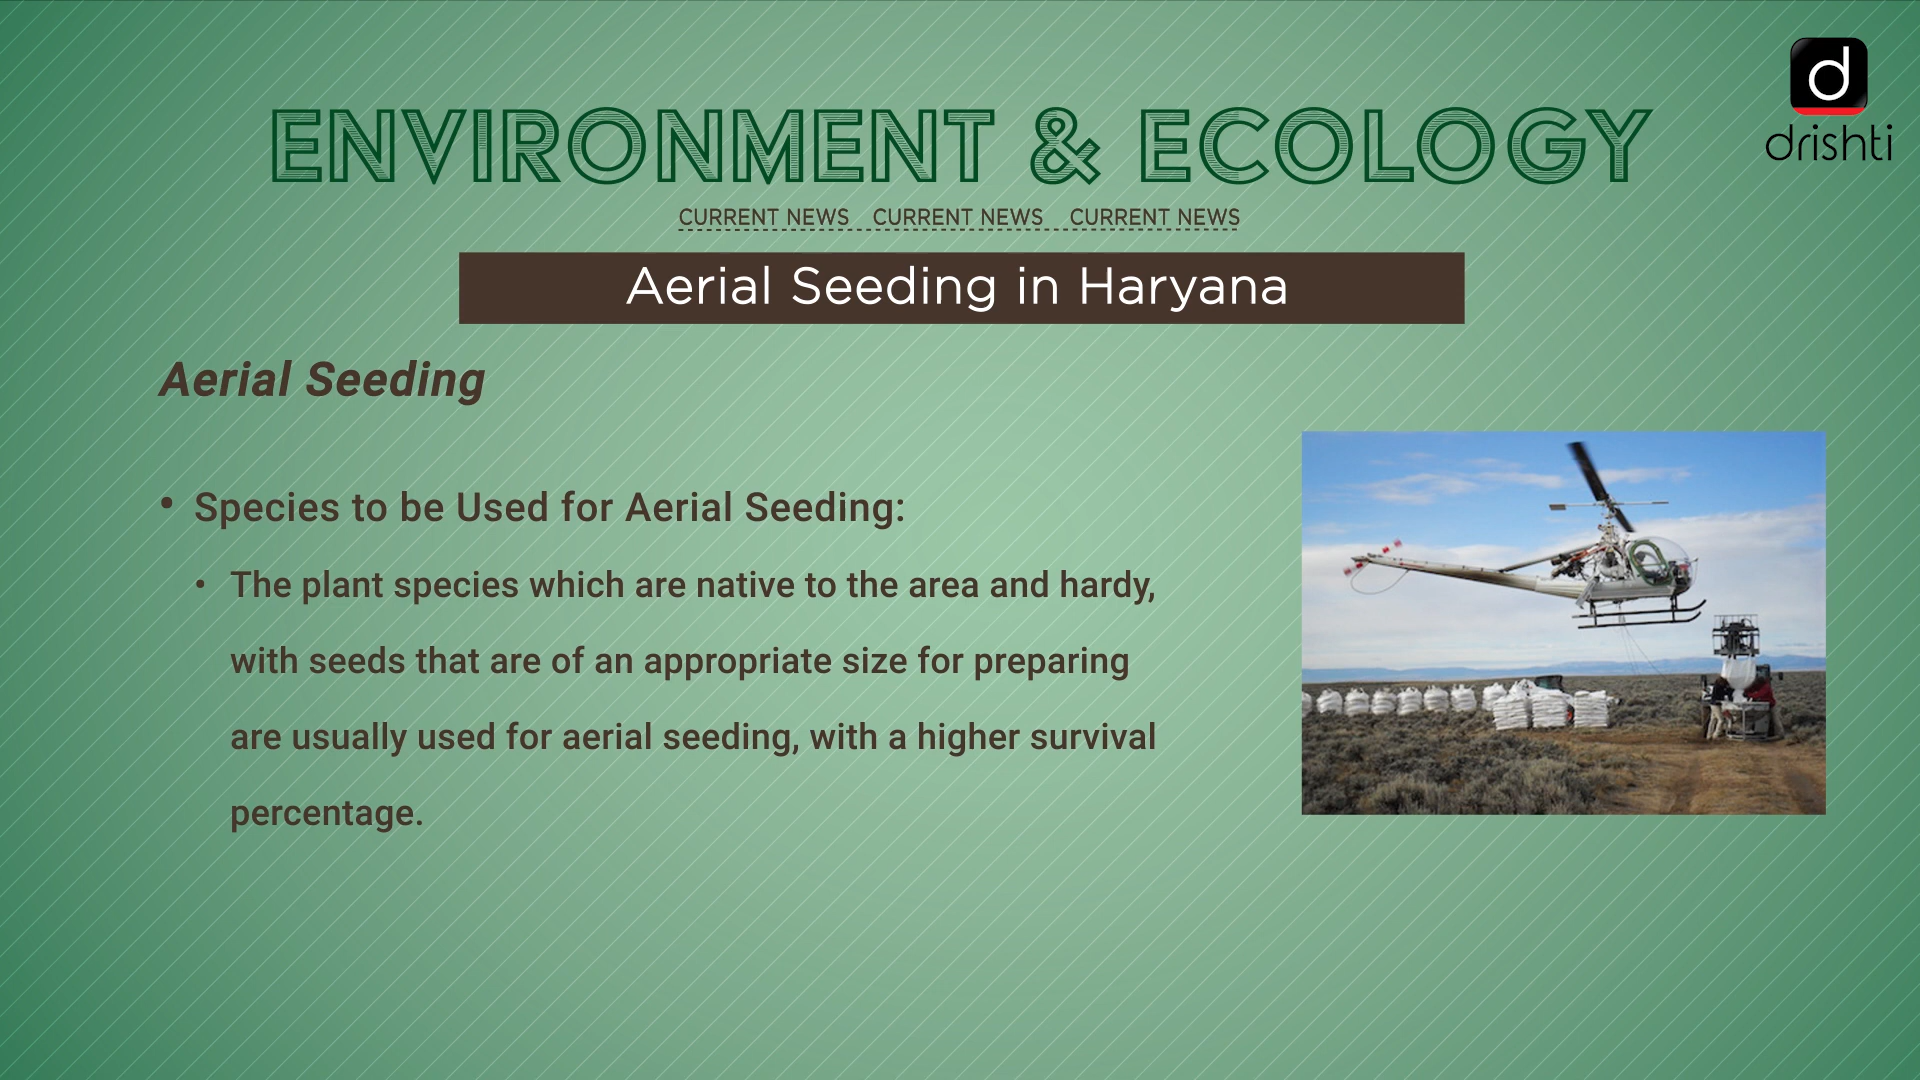 d
drishti
ENVIRONMENT & ECOLOGY
CURRENT NEWS CURRENT NEWS CURRENT NEWS
Aerial Seeding in Haryana
Aerial Seeding
• Species to be Used for Aerial Seeding:
• The plant species which are native to the area and hardy,
with seeds that are of an appropriate size for preparing
are usually used for aerial seeding, with a higher survival
percentage.